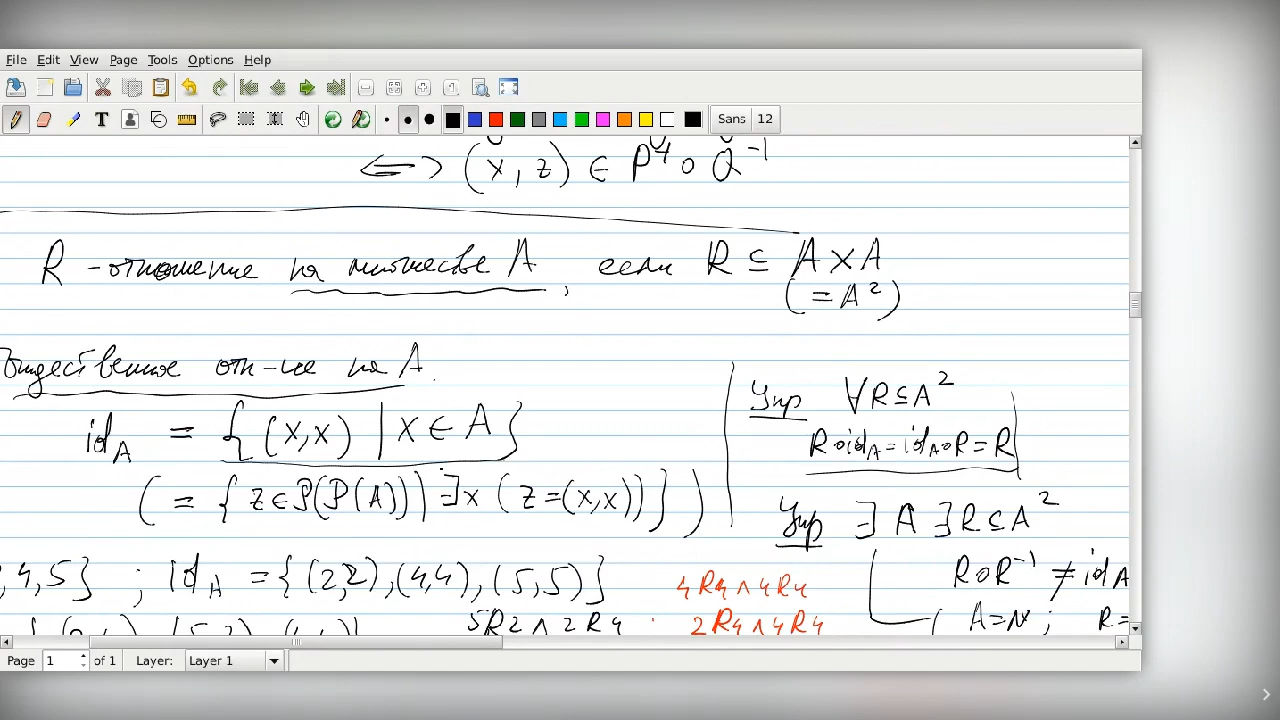 File Edit View Page Tools Options Help
Sans 12
⟺ (x, z) ∈ P ∘ Q⁻¹
R - отношение на множестве A, если R ⊆ A × A
(= A²)
тождественное отн-ие на A.
id_A = {(x,x) | x ∈ A}
(= {z ∈ P(P(A)) ∃x (z=(x,x))})
Упр ∀R⊆A²
R∘id_A = id_A∘R = R
Упр ∃ A ∃R⊆A²
R∘R⁻¹ ≠ id_A
(A=ℕ; R=
4,5} ; id_A = {(2,2),(4,4),(5,5)}
4R4 ∧ 4R4
5R2 ∧ 2R4
2R4 ∧ 4R4
Page 1 of 1 Layer: Layer 1